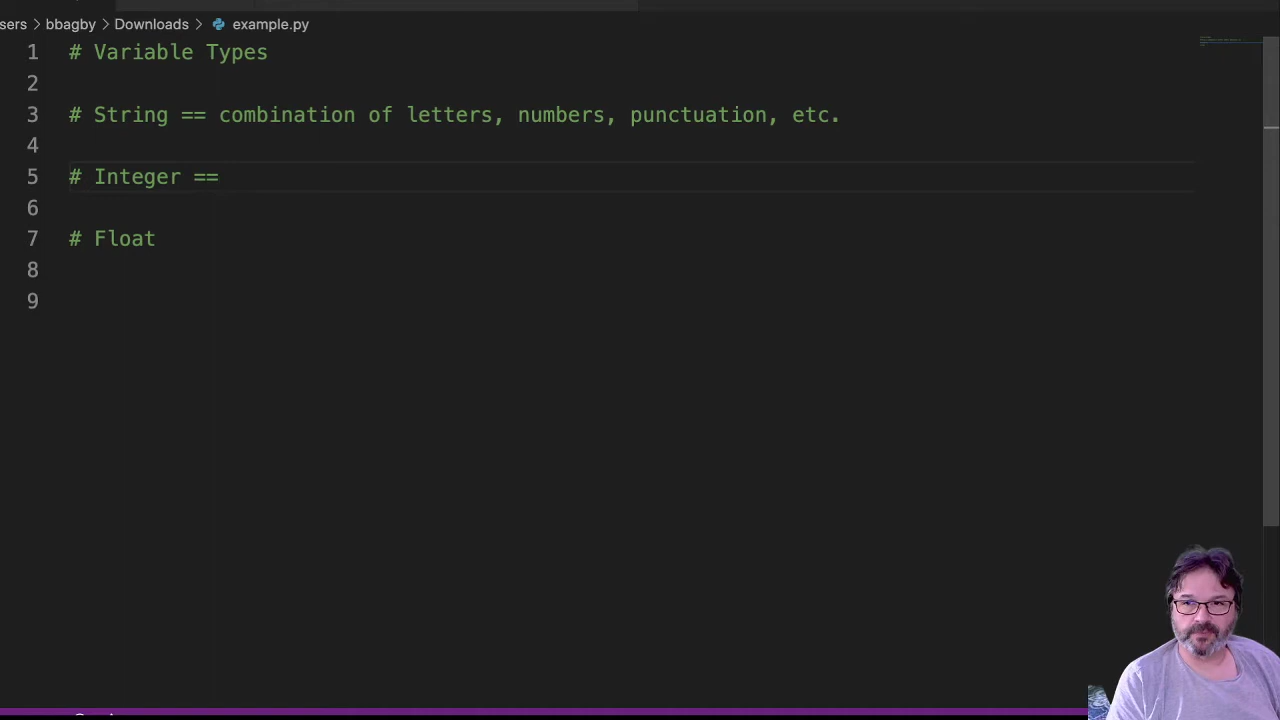 sers > bbagby > Downloads > example.py
1 # Variable Types
2
3 # String == combination of letters, numbers, punctuation, etc.
4
5 # Integer ==
6
7 # Float
8
9